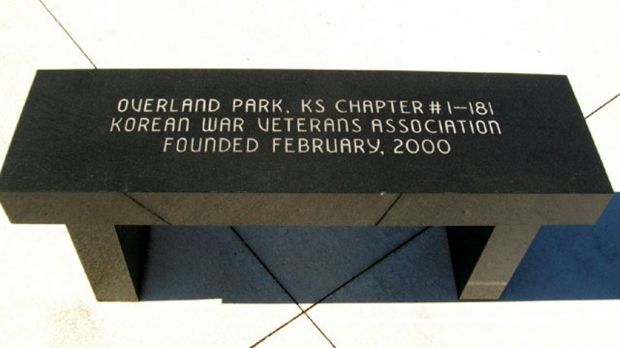 OVERLAND PARK, KS CHAPTER #1-181
KOREAN WAR VETERANS ASSOCIATION
FOUNDED FEBRUARY, 2000